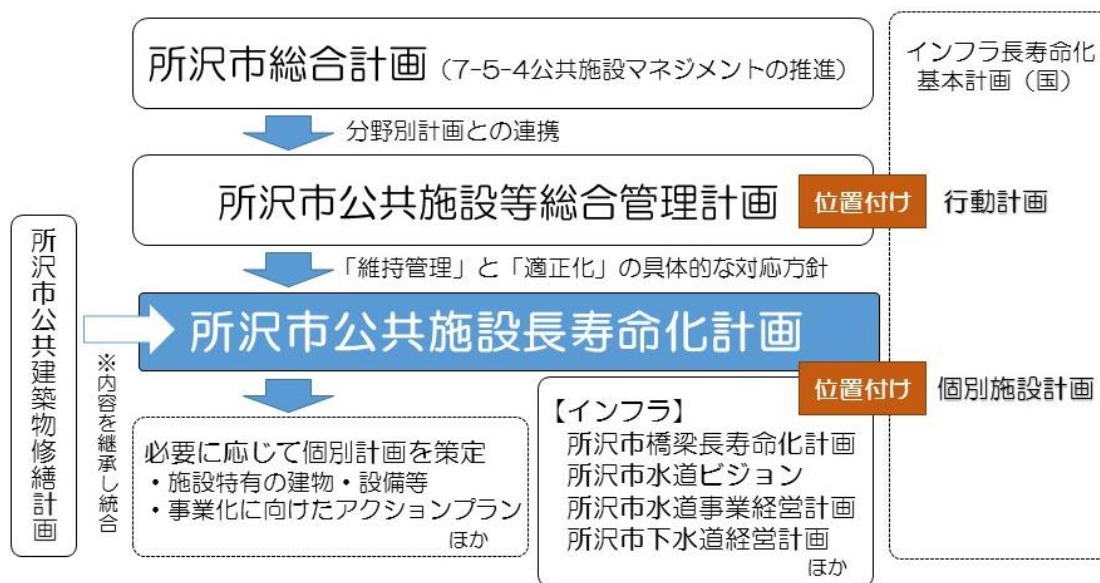 所沢市総合計画（7-5-4公共施設マネジメントの推進）
インフラ長寿命化
基本計画（国）
分野別計画との連携
所沢市公共施設等総合管理計画
位置付け
行動計画
「維持管理」と「適正化」の具体的な対応方針
所沢市公共建築物修繕計画
※内容を継承し統合
所沢市公共施設長寿命化計画
位置付け
個別施設計画
必要に応じて個別計画を策定
・施設特有の建物・設備等
・事業化に向けたアクションプラン
ほか
【インフラ】
所沢市橋梁長寿命化計画
所沢市水道ビジョン
所沢市水道事業経営計画
所沢市下水道経営計画
ほか